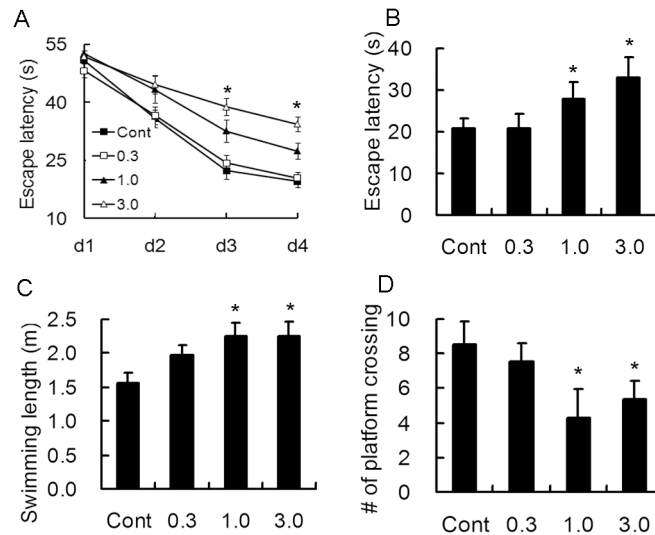 A
Escape latency (s)
55
40
25
10
Cont
0.3
1.0
3.0
* *
d1 d2 d3 d4
B
Escape latency (s)
40
30
20
10
0
* *
Cont 0.3 1.0 3.0
C
Swimming length (m)
2.5
2.0
1.5
1.0
0.5
0.0
* *
Cont 0.3 1.0 3.0
D
# of platform crossing
10
8
6
4
2
0
* *
Cont 0.3 1.0 3.0